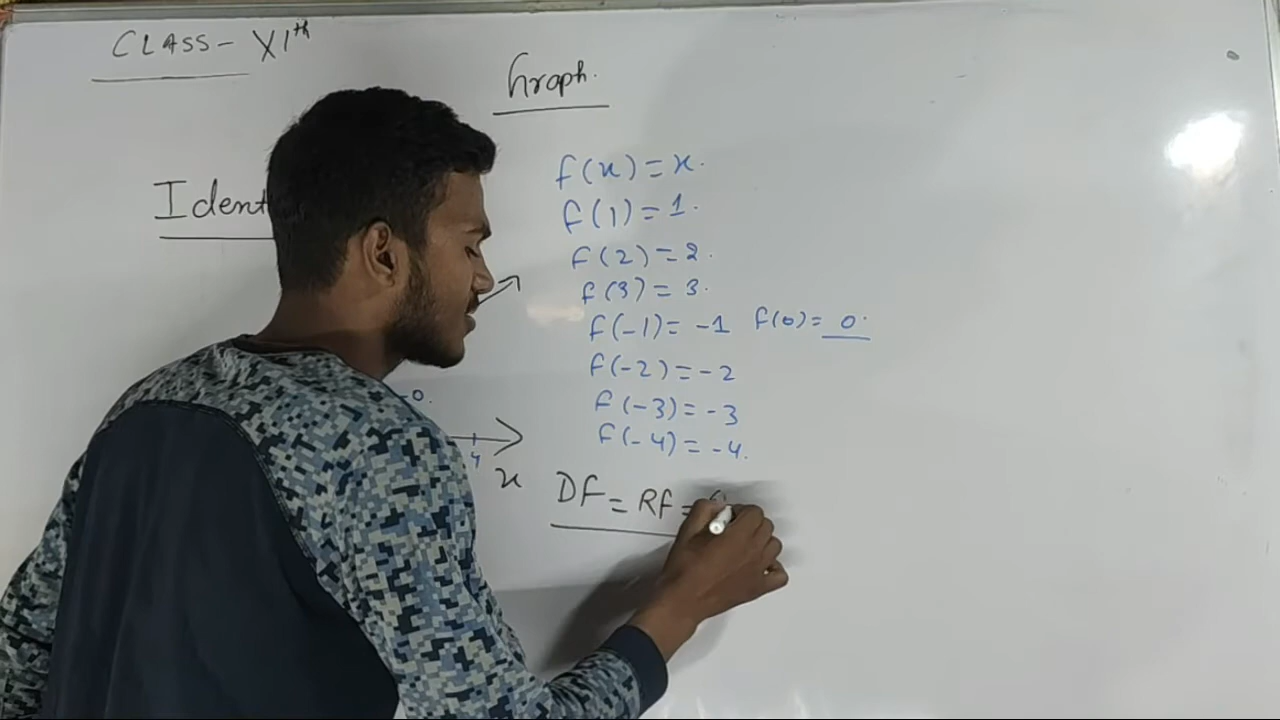 CLASS - XIth
Graph.
Ident
f(x) = x.
f(1) = 1.
f(2) = 2.
f(3) = 3.
f(-1) = -1 f(0) = 0.
f(-2) = -2
f(-3) = -3
f(-4) = -4.
4
x
DF = RF =